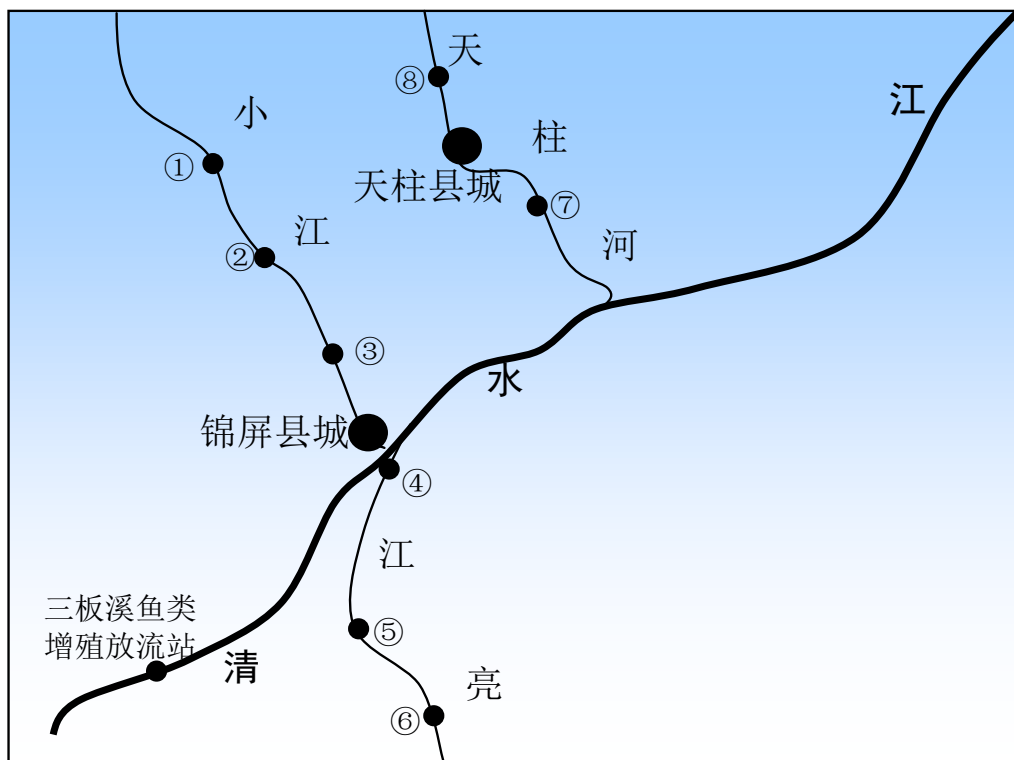 天
⑧
江
小
柱
①
天柱县城
⑦
江
河
②
③
水
锦屏县城
④
江
三板溪鱼类
增殖放流站
⑤
清
亮
⑥